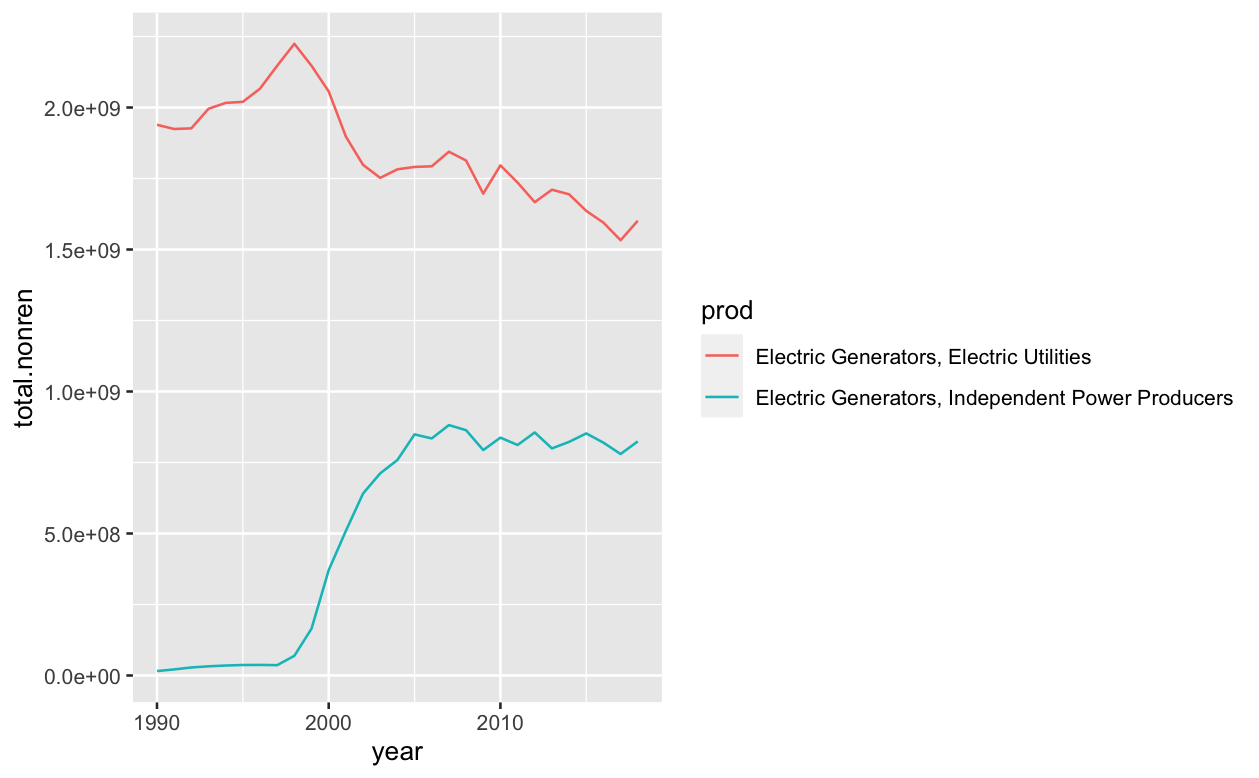 total.nonren
2.0e+09
1.5e+09
1.0e+09
5.0e+08
0.0e+00
1990 2000 2010
year
prod
Electric Generators, Electric Utilities
Electric Generators, Independent Power Producers